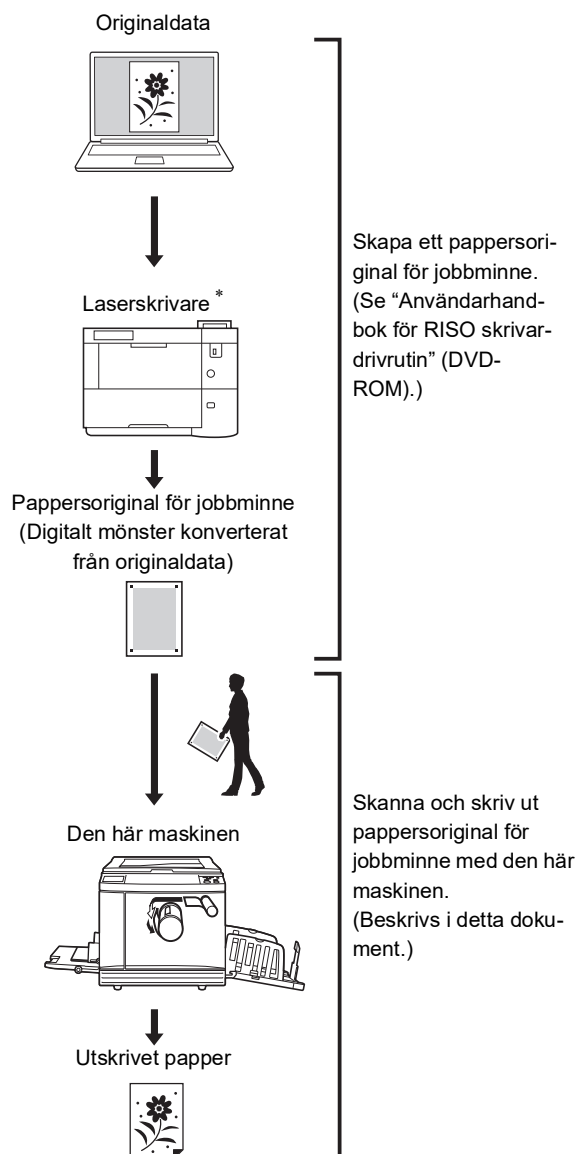 Originaldata
Laserskrivare *
Pappersoriginal för jobbminne
(Digitalt mönster konverterat
från originaldata)
Skapa ett pappersori-
ginal för jobbminne.
(Se “Användarhand-
bok för RISO skrivar-
drivrutin” (DVD-
ROM).)
Den här maskinen
Utskrivet papper
Skanna och skriv ut
pappersoriginal för
jobbminne med den här
maskinen.
(Beskrivs i detta doku-
ment.)